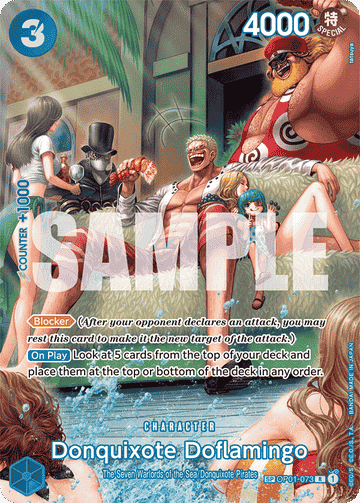 3
4000
特
SPECIAL
COUNTER +1000
SAMPLE
Blocker (After your opponent declares an attack, you may
rest this card to make it the new target of the attack.)
On Play Look at 5 cards from the top of your deck and
place them at the top or bottom of the deck in any order.
CHARACTER
Donquixote Doflamingo
The Seven Warlords of the Sea/Donquixote Pirates
SP OP01-073 R 1